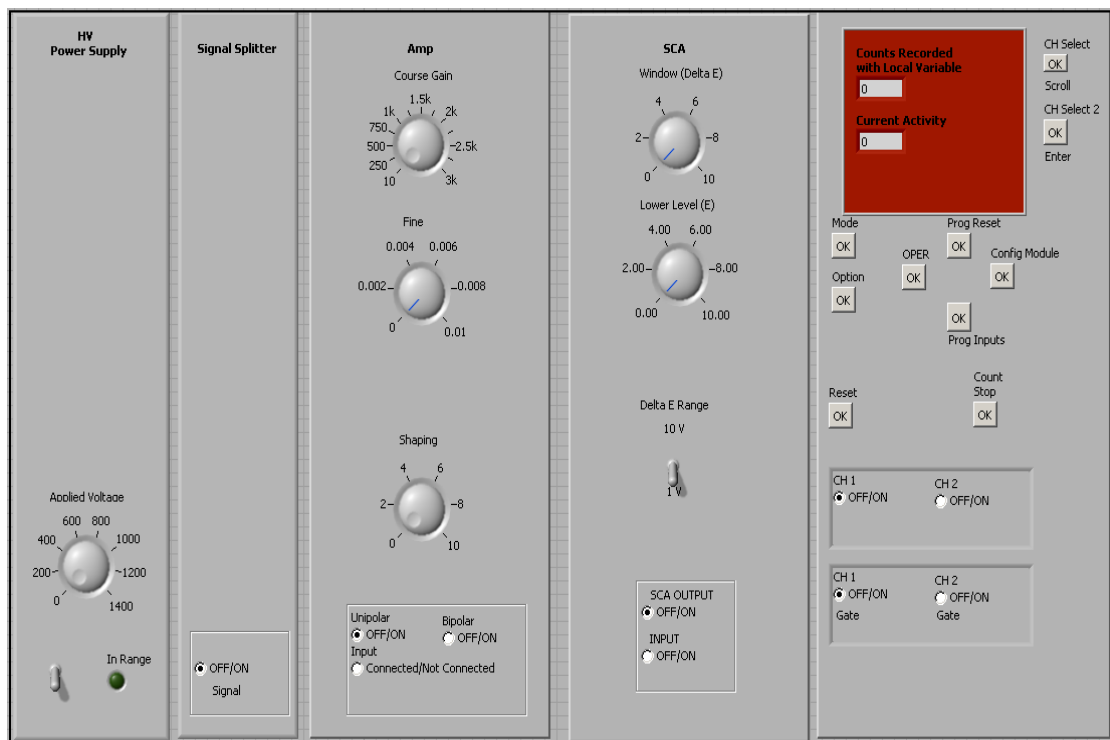 HV
Power Supply
Applied Voltage
600 800
400 1000
200 1200
0 1400
In Range
Signal Splitter
OFF/ON
Signal
Amp
Course Gain
1.5k
1k 2k
750
500 2.5k
250
10 3k
Fine
0.004 0.006
0.002 0.008
0 0.01
Shaping
4 6
2 8
0 10
Unipolar Bipolar
OFF/ON OFF/ON
Input
Connected/Not Connected
SCA
Window (Delta E)
4 6
2 8
0 10
Lower Level (E)
4.00 6.00
2.00 8.00
0.00 10.00
Delta E Range
10 V
1 V
SCA OUTPUT
OFF/ON
INPUT
OFF/ON
Counts Recorded
with Local Variable
0
Current Activity
0
CH Select
OK
Scroll
CH Select 2
OK
Enter
Mode Prog Reset
OK OK
OPER Config Module
Option OK OK
OK OK
Prog Inputs
Count
Reset Stop
OK OK
CH 1 CH 2
OFF/ON OFF/ON
CH 1 CH 2
OFF/ON OFF/ON
Gate Gate